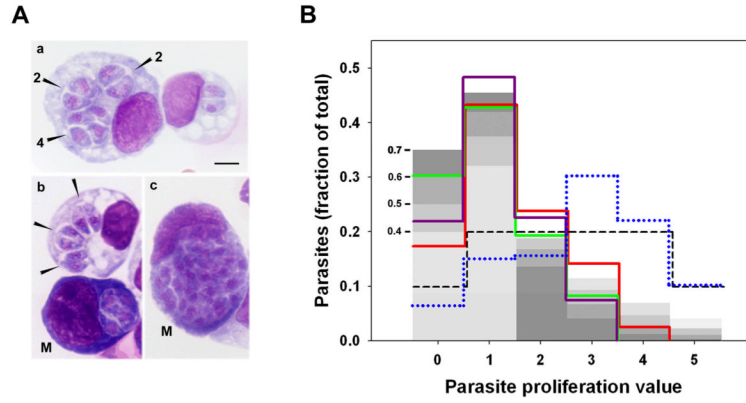 A
B
a
2
2
4
b
c
M
M
Parasites (fraction of total)
0.5
0.4
0.3
0.2
0.1
0.0
0.7
0.6
0.5
0.4
0 1 2 3 4 5
Parasite proliferation value